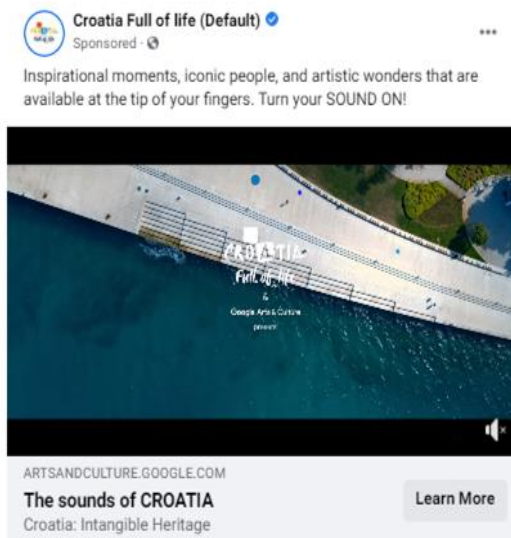 Croatia Full of life (Default)
Sponsored ·
Inspirational moments, iconic people, and artistic wonders that are
available at the tip of your fingers. Turn your SOUND ON!
CROATIA
Full of life
&
Google Arts & Culture
present
ARTSANDCULTURE.GOOGLE.COM
The sounds of CROATIA
Learn More
Croatia: Intangible Heritage